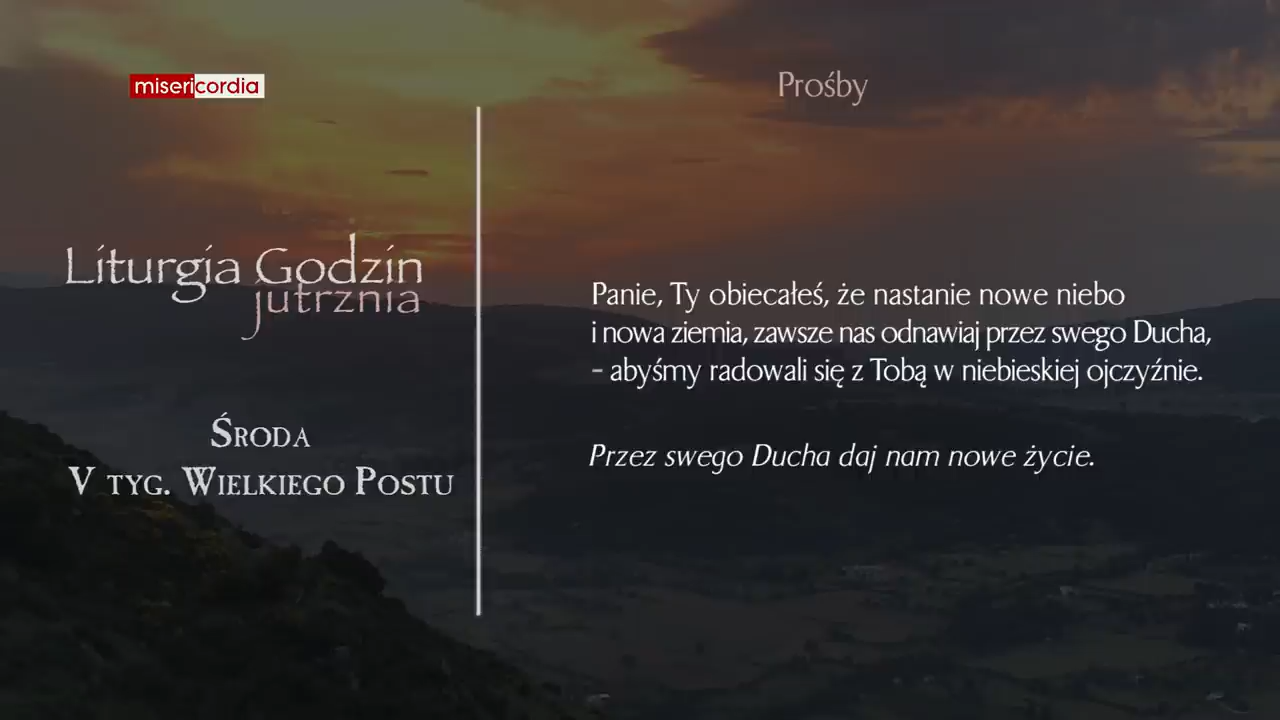 misericordia
Liturgia Godzin
jutrznia
Środa
V tyg. Wielkiego Postu
Prośby
Panie, Ty obiecałeś, że nastanie nowe niebo
i nowa ziemia, zawsze nas odnawiaj przez swego Ducha,
- abyśmy radowali się z Tobą w niebieskiej ojczyźnie.
Przez swego Ducha daj nam nowe życie.